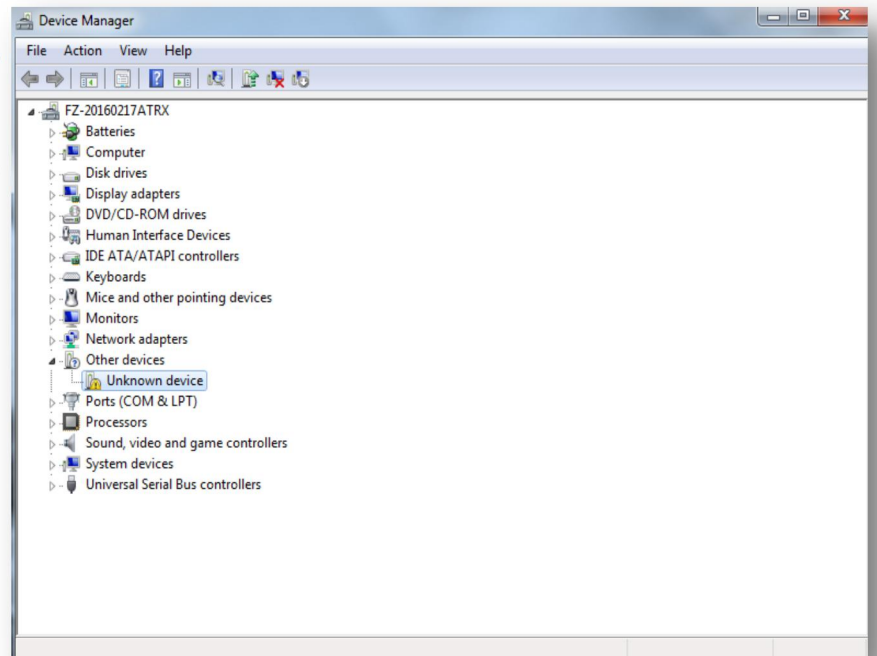 Device Manager
File Action View Help
FZ-20160217ATRX
Batteries
Computer
Disk drives
Display adapters
DVD/CD-ROM drives
Human Interface Devices
IDE ATA/ATAPI controllers
Keyboards
Mice and other pointing devices
Monitors
Network adapters
Other devices
Unknown device
Ports (COM & LPT)
Processors
Sound, video and game controllers
System devices
Universal Serial Bus controllers